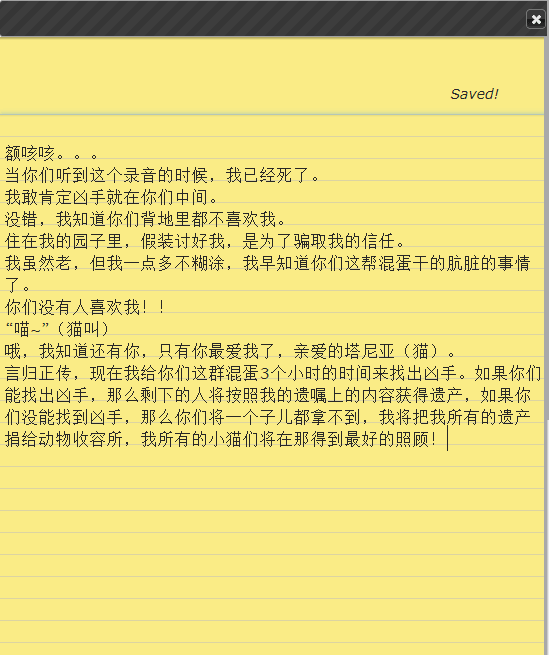 Saved!
额咳咳。。。
当你们听到这个录音的时候，我已经死了。
我敢肯定凶手就在你们中间。
没错，我知道你们背地里都不喜欢我。
住在我的园子里，假装讨好我，是为了骗取我的信任。
我虽然老，但我一点多不糊涂，我早知道你们这帮混蛋干的肮脏的事情
了。
你们没有人喜欢我！！
“喵~”（猫叫）
哦，我知道还有你，只有你最爱我了，亲爱的塔尼亚（猫）。
言归正传，现在我给你们这群混蛋3个小时的时间来找出凶手。如果你们
能找出凶手，那么剩下的人将按照我的遗嘱上的内容获得遗产，如果你
们没能找到凶手，那么你们将一个子儿都拿不到，我将把我所有的遗产
捐给动物收容所，我所有的小猫们将在那得到最好的照顾！